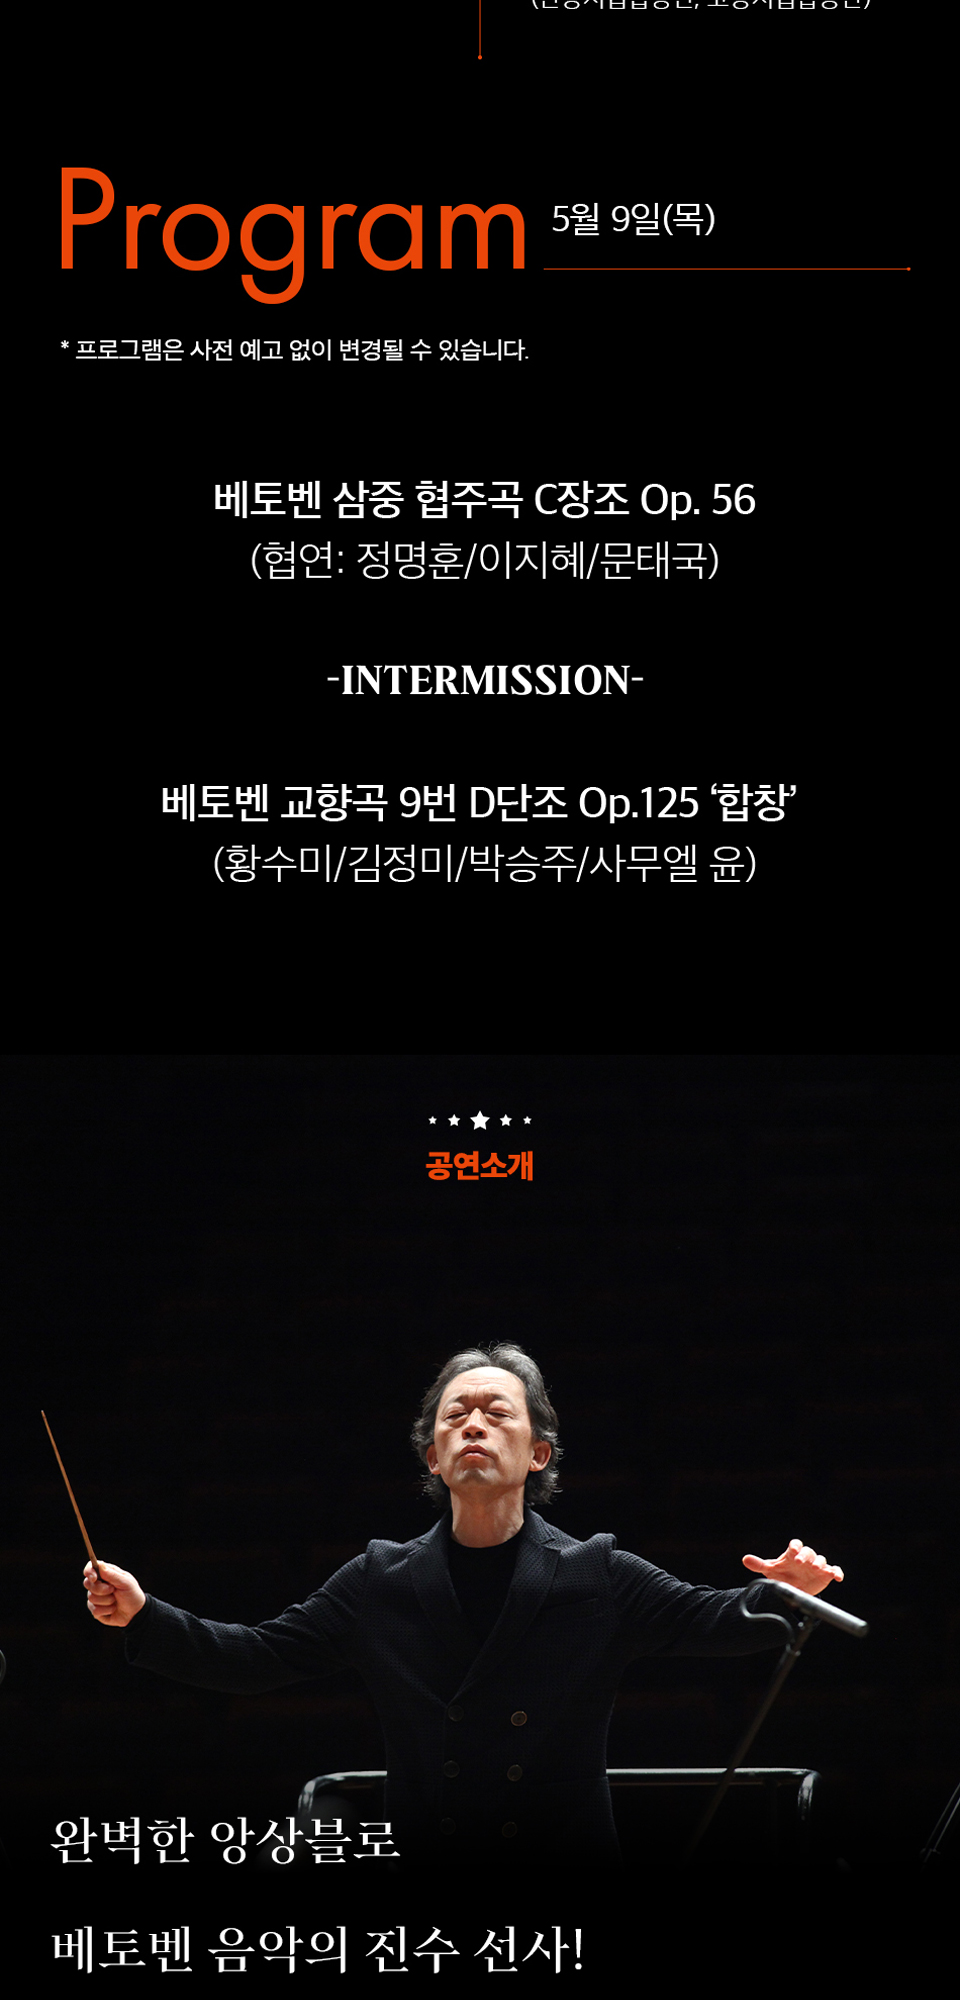 Program 5월 9일(목)
* 프로그램은 사전 예고 없이 변경될 수 있습니다.
베토벤 삼중 협주곡 C장조 Op. 56
(협연: 정명훈/이지혜/문태국)
-INTERMISSION-
베토벤 교향곡 9번 D단조 Op.125 ‘합창’
(황수미/김정미/박승주/사무엘 윤)
공연소개
완벽한 앙상블로
베토벤 음악의 진수 선사!